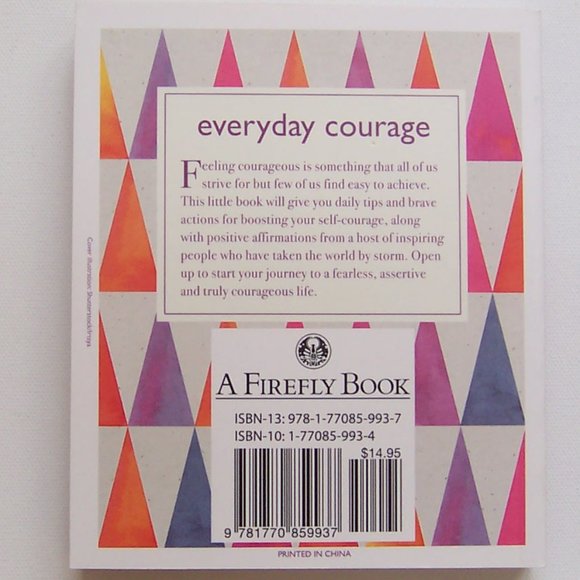 everyday courage
Feeling courageous is something that all of us
strive for but few of us find easy to achieve.
This little book will give you daily tips and brave
actions for boosting your self-courage, along
with positive affirmations from a host of inspiring
people who have taken the world by storm. Open
up to start your journey to a fearless, assertive
and truly courageous life.
Cover illustration: Shutterstock/Irtsya
A FIREFLY BOOK
ISBN-13: 978-1-77085-993-7
ISBN-10: 1-77085-993-4
$14.95
9 781770 859937
PRINTED IN CHINA